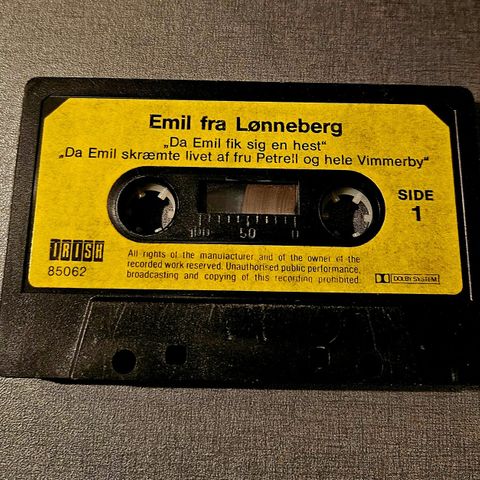 Emil fra Lønneberg
„Da Emil fik sig en hest“
„Da Emil skræmte livet af fru Petrell og hele Vimmerby“
SIDE
1
100 50 0
IRISH
85062
All rights of the manufacturer and of the owner of the
recorded work reserved. Unauthorised public performance,
broadcasting and copying of this recording prohibited.
DOLBY SYSTEM